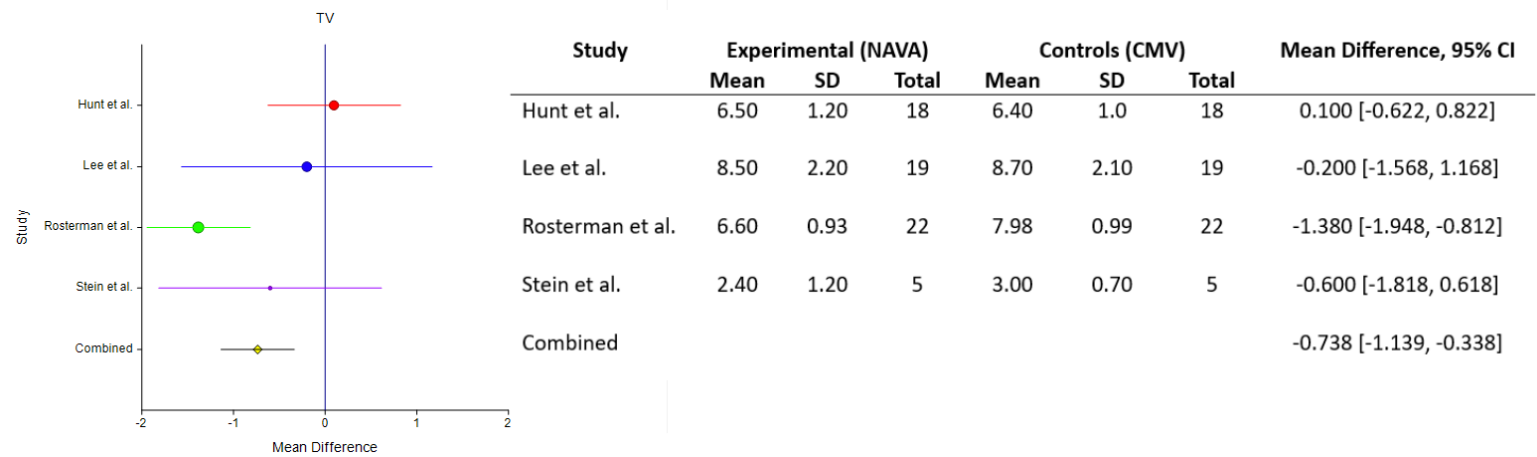 TV
Study
Hunt et al.
Lee et al.
Rosterman et al.
Stein et al.
Combined
-2 -1 0 1 2
Mean Difference
Study Experimental (NAVA) Controls (CMV) Mean Difference, 95% CI
Mean SD Total Mean SD Total
Hunt et al. 6.50 1.20 18 6.40 1.0 18 0.100 [-0.622, 0.822]
Lee et al. 8.50 2.20 19 8.70 2.10 19 -0.200 [-1.568, 1.168]
Rosterman et al. 6.60 0.93 22 7.98 0.99 22 -1.380 [-1.948, -0.812]
Stein et al. 2.40 1.20 5 3.00 0.70 5 -0.600 [-1.818, 0.618]
Combined -0.738 [-1.139, -0.338]